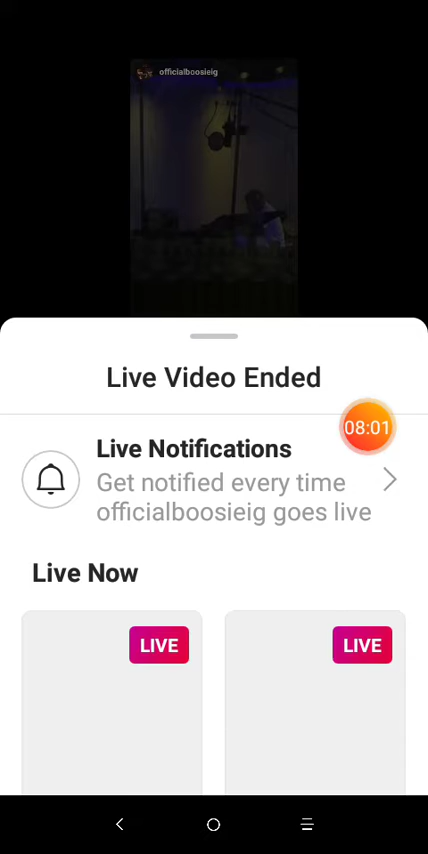 officialboosieig
Live Video Ended
08:01
Live Notifications
Get notified every time
officialboosieig goes live
Live Now
LIVE
LIVE